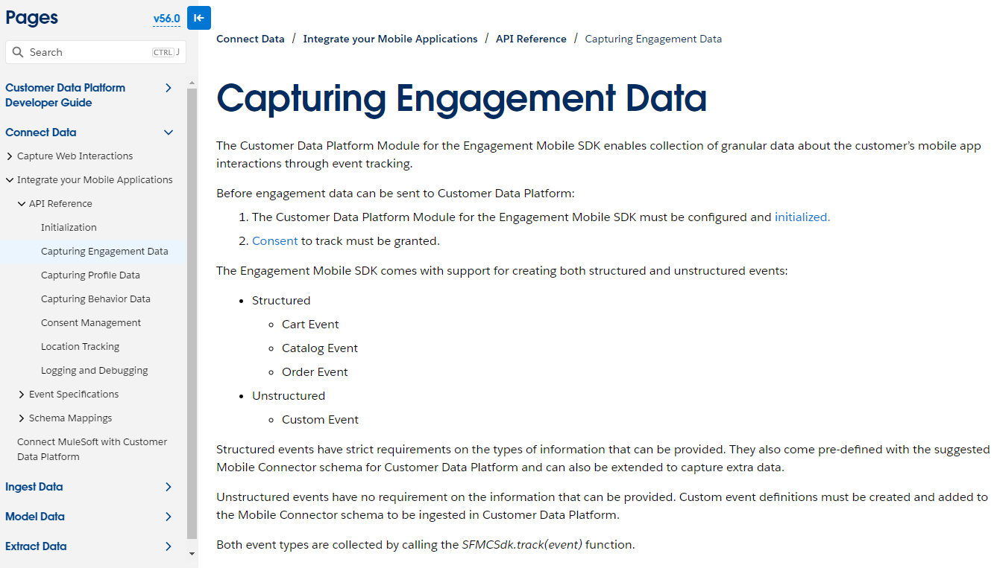 Pages
v56.0
Search
CTRL J
Customer Data Platform
Developer Guide
Connect Data
Capture Web Interactions
Integrate your Mobile Applications
API Reference
Initialization
Capturing Engagement Data
Capturing Profile Data
Capturing Behavior Data
Consent Management
Location Tracking
Logging and Debugging
Event Specifications
Schema Mappings
Connect MuleSoft with Customer
Data Platform
Ingest Data
Model Data
Extract Data
Connect Data / Integrate your Mobile Applications / API Reference / Capturing Engagement Data
Capturing Engagement Data
The Customer Data Platform Module for the Engagement Mobile SDK enables collection of granular data about the customer’s mobile app
interactions through event tracking.
Before engagement data can be sent to Customer Data Platform:
1. The Customer Data Platform Module for the Engagement Mobile SDK must be configured and initialized.
2. Consent to track must be granted.
The Engagement Mobile SDK comes with support for creating both structured and unstructured events:
• Structured
◦ Cart Event
◦ Catalog Event
◦ Order Event
• Unstructured
◦ Custom Event
Structured events have strict requirements on the types of information that can be provided. They also come pre-defined with the suggested
Mobile Connector schema for Customer Data Platform and can also be extended to capture extra data.
Unstructured events have no requirement on the information that can be provided. Custom event definitions must be created and added to
the Mobile Connector schema to be ingested in Customer Data Platform.
Both event types are collected by calling the SFMCSdk.track(event) function.